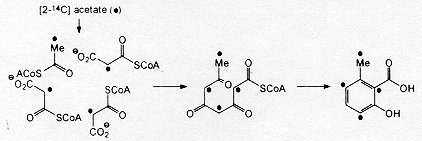 [2-¹⁴C] acetate (●)
Me
⊖O₂C
SCoA
O
ACoS
O
⊖
O₂C
O
SCoA
O
SCoA
CO₂⊖
Me
O
O
SCoA
O
O
Me
O
OH
OH